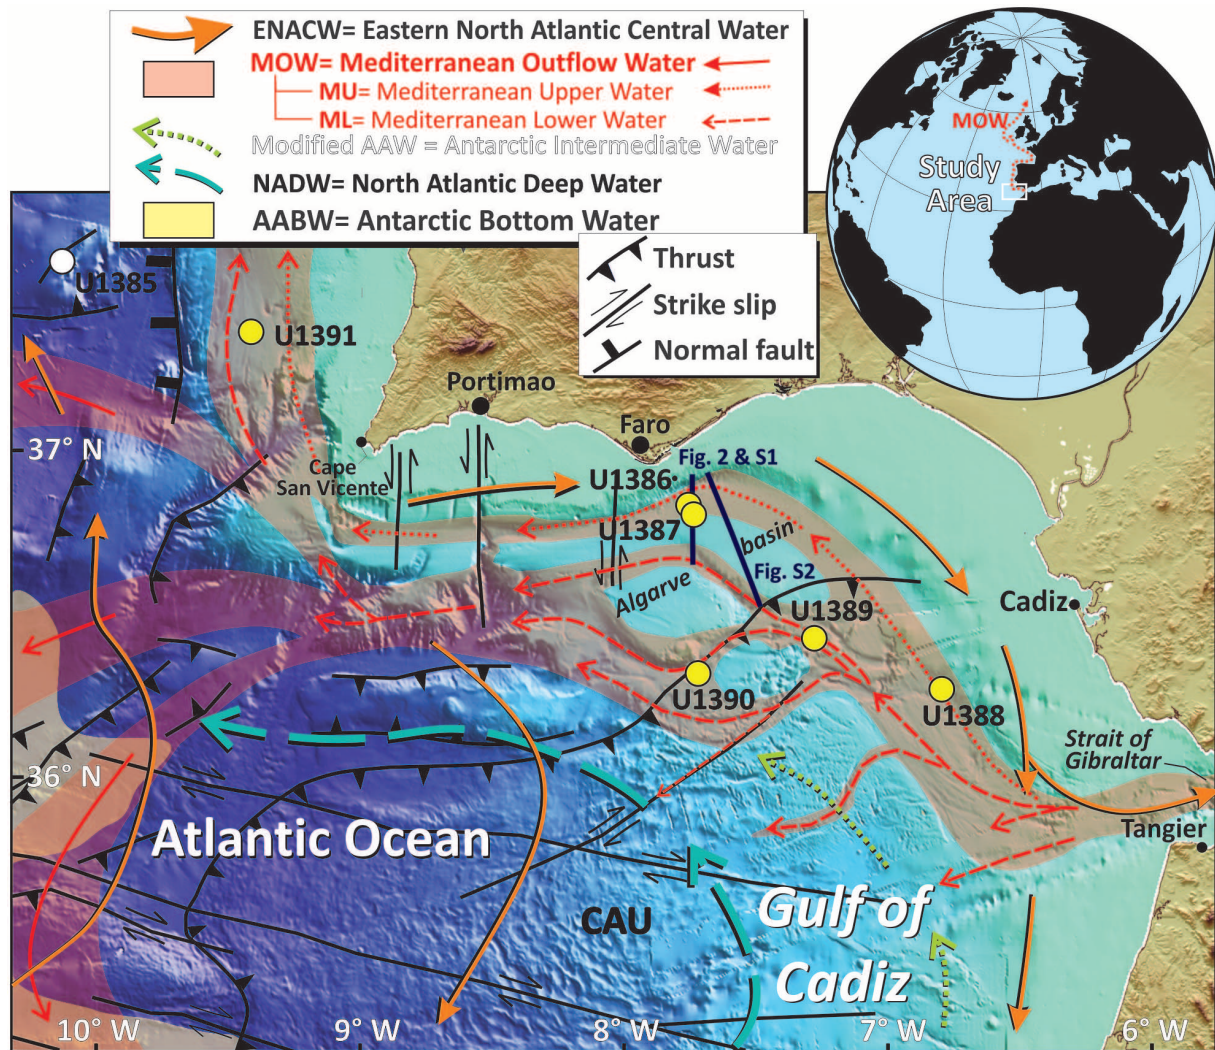 ENACW= Eastern North Atlantic Central Water
MOW= Mediterranean Outflow Water
MU= Mediterranean Upper Water
ML= Mediterranean Lower Water
Modified AAW = Antarctic Intermediate Water
NADW= North Atlantic Deep Water
AABW= Antarctic Bottom Water
MOW
Study
Area
Thrust
Strike slip
Normal fault
U1385
U1391
Portimao
Faro
37° N
Cape
San Vicente
Fig. 2 & S1
U1386
U1387
basin
Fig. S2
Algarve
U1389
Cadiz
U1390
U1388
Strait of
Gibraltar
36° N
Tangier
Atlantic Ocean
CAU
Gulf of
Cadiz
10° W
9° W
8° W
7° W
6° W